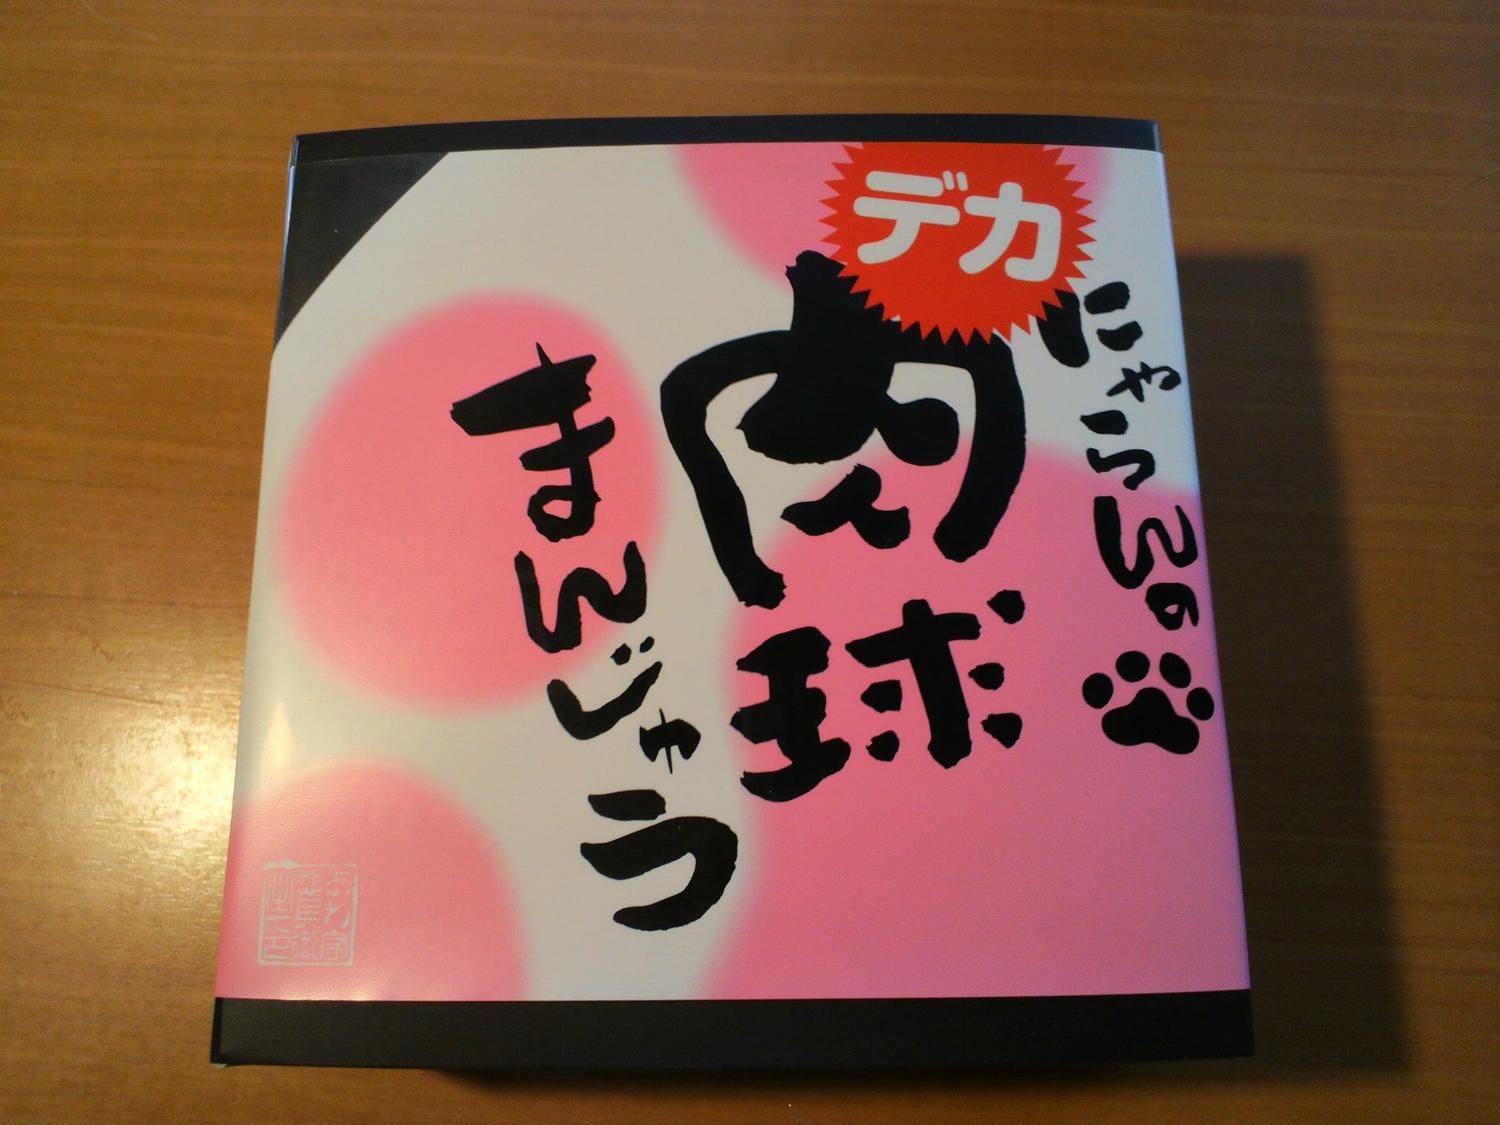 デカ
にゃらんの
肉球
まんじゅう